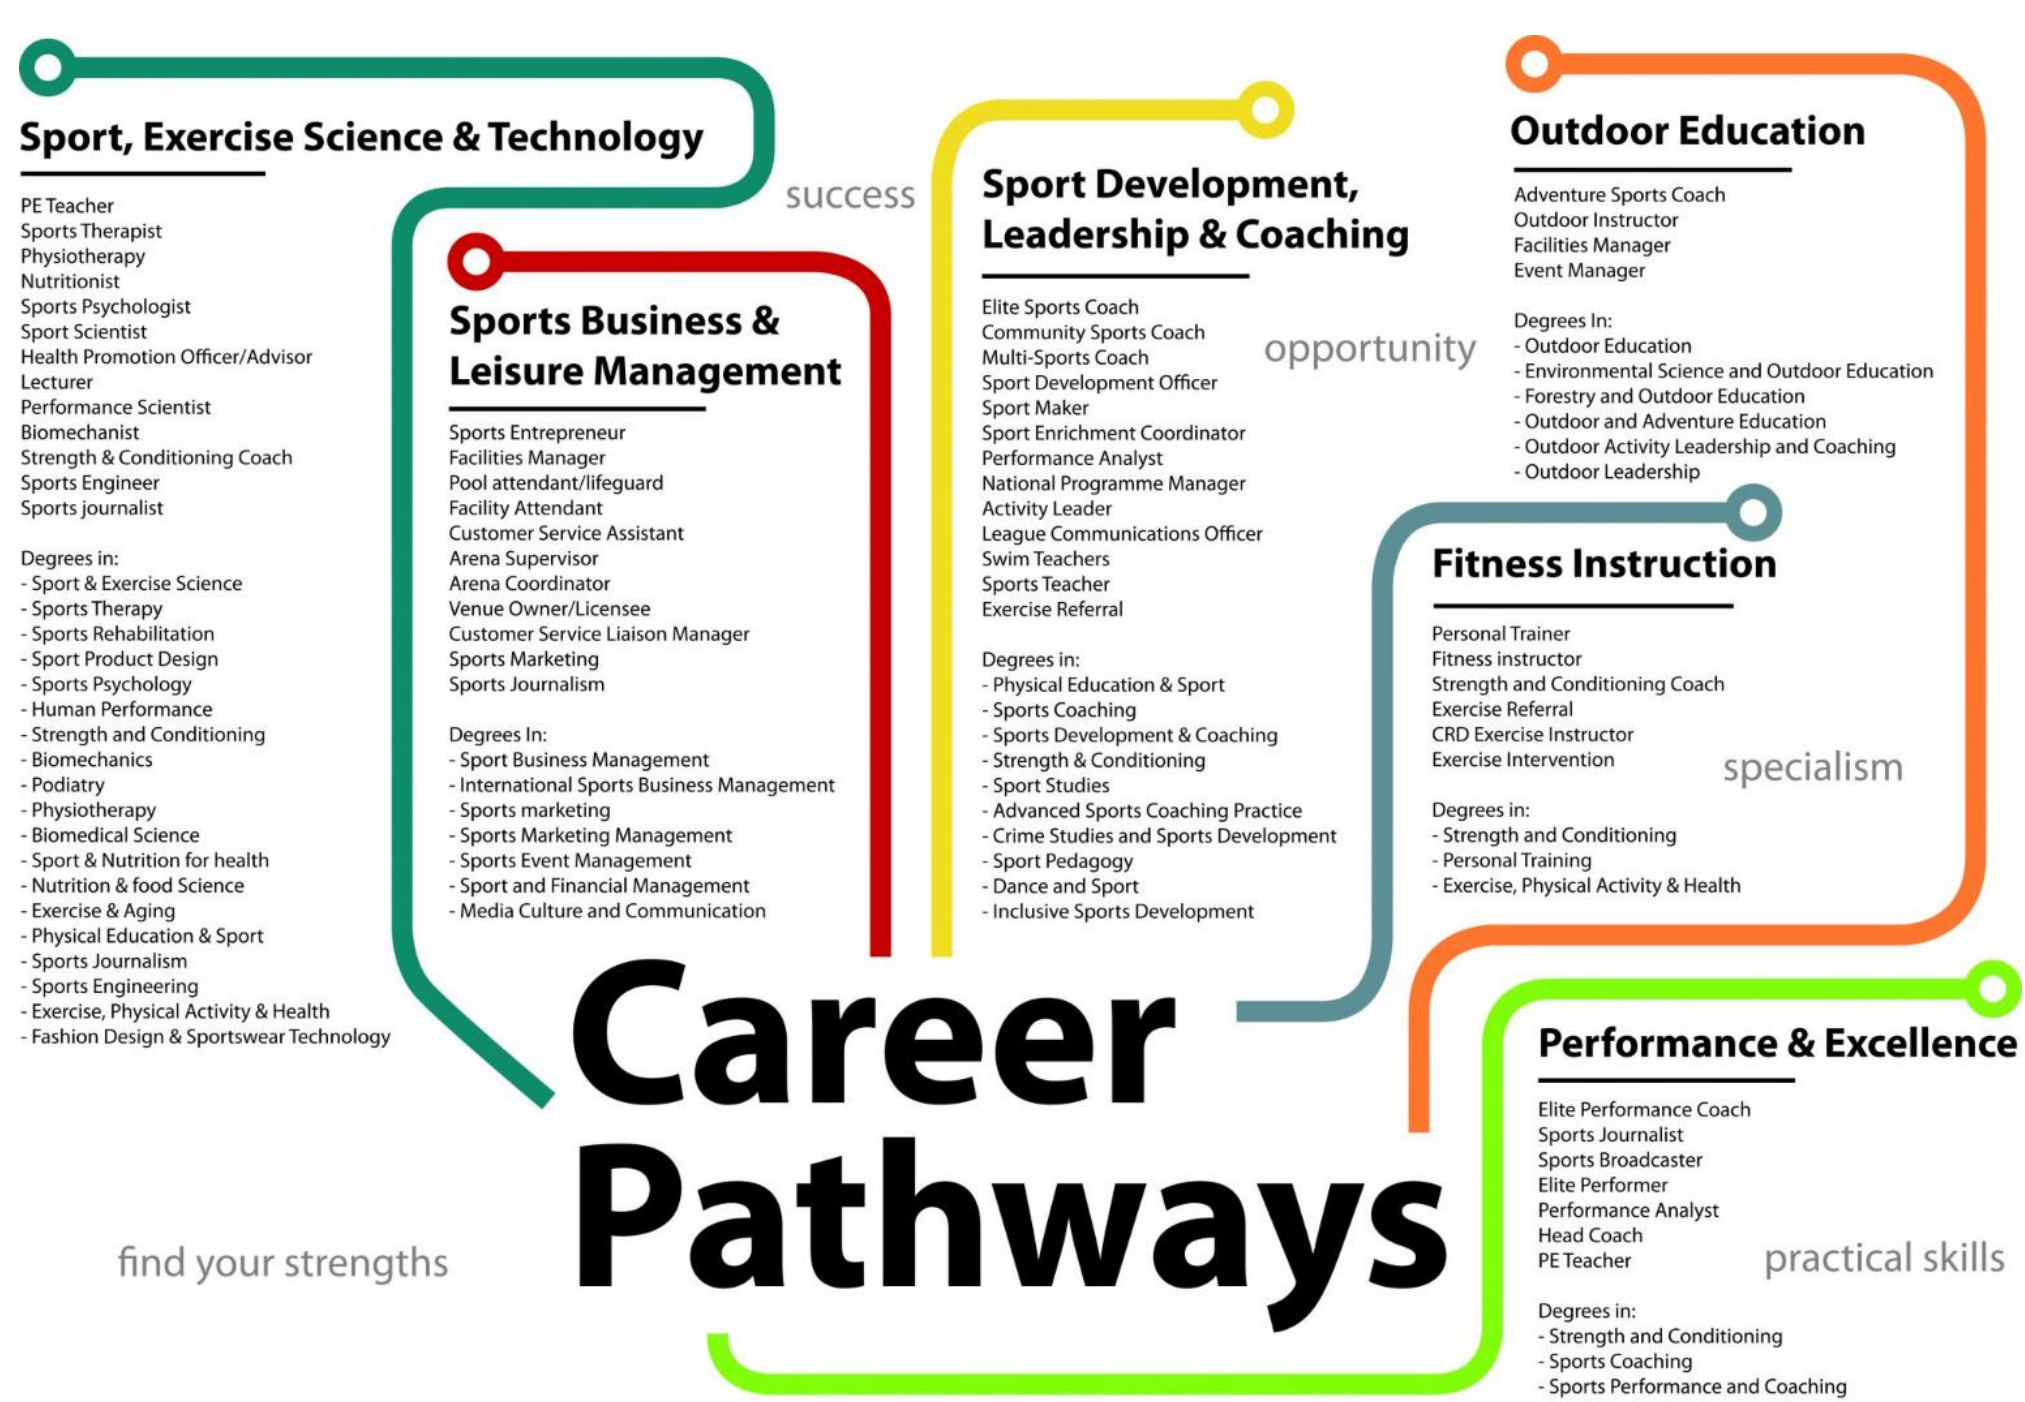 Sport, Exercise Science & Technology
PE Teacher
Sports Therapist
Physiotherapy
Nutritionist
Sports Psychologist
Sport Scientist
Health Promotion Officer/Advisor
Lecturer
Performance Scientist
Biomechanist
Strength & Conditioning Coach
Sports Engineer
Sports journalist
Degrees in:
- Sport & Exercise Science
- Sports Therapy
- Sports Rehabilitation
- Sport Product Design
- Sports Psychology
- Human Performance
- Strength and Conditioning
- Biomechanics
- Podiatry
- Physiotherapy
- Biomedical Science
- Sport & Nutrition for health
- Nutrition & food Science
- Exercise & Aging
- Physical Education & Sport
- Sports Journalism
- Sports Engineering
- Exercise, Physical Activity & Health
- Fashion Design & Sportswear Technology
find your strengths
success
Sports Business &
Leisure Management
Sports Entrepreneur
Facilities Manager
Pool attendant/lifeguard
Facility Attendant
Customer Service Assistant
Arena Supervisor
Arena Coordinator
Venue Owner/Licensee
Customer Service Liaison Manager
Sports Marketing
Sports Journalism
Degrees In:
- Sport Business Management
- International Sports Business Management
- Sports marketing
- Sports Marketing Management
- Sports Event Management
- Sport and Financial Management
- Media Culture and Communication
Sport Development,
Leadership & Coaching
Elite Sports Coach
Community Sports Coach
Multi-Sports Coach
Sport Development Officer
Sport Maker
Sport Enrichment Coordinator
Performance Analyst
National Programme Manager
Activity Leader
League Communications Officer
Swim Teachers
Sports Teacher
Exercise Referral
Degrees in:
- Physical Education & Sport
- Sports Coaching
- Sports Development & Coaching
- Strength & Conditioning
- Sport Studies
- Advanced Sports Coaching Practice
- Crime Studies and Sports Development
- Sport Pedagogy
- Dance and Sport
- Inclusive Sports Development
opportunity
Outdoor Education
Adventure Sports Coach
Outdoor Instructor
Facilities Manager
Event Manager
Degrees In:
- Outdoor Education
- Environmental Science and Outdoor Education
- Forestry and Outdoor Education
- Outdoor and Adventure Education
- Outdoor Activity Leadership and Coaching
- Outdoor Leadership
Fitness Instruction
Personal Trainer
Fitness instructor
Strength and Conditioning Coach
Exercise Referral
CRD Exercise Instructor
Exercise Intervention
Degrees in:
- Strength and Conditioning
- Personal Training
- Exercise, Physical Activity & Health
specialism
Career
Pathways
Performance & Excellence
Elite Performance Coach
Sports Journalist
Sports Broadcaster
Elite Performer
Performance Analyst
Head Coach
PE Teacher
Degrees in:
- Strength and Conditioning
- Sports Coaching
- Sports Performance and Coaching
practical skills